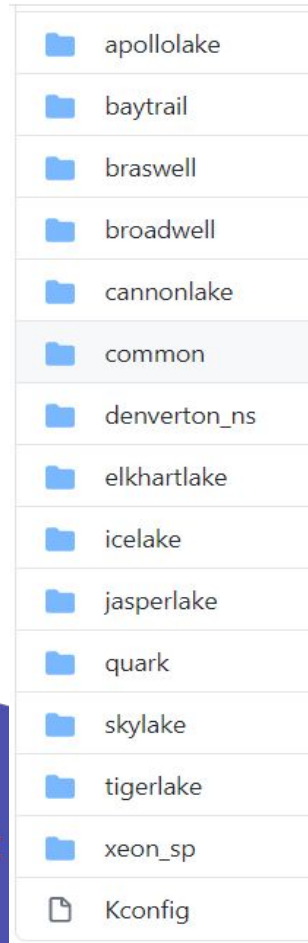 apollolake
baytrail
braswell
broadwell
cannonlake
common
denverton_ns
elkhartlake
icelake
jasperlake
quark
skylake
tigerlake
xeon_sp
Kconfig